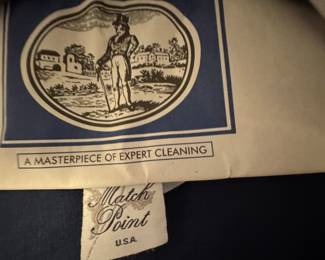 A MASTERPIECE OF EXPERT CLEANING
Match
Point
U.S.A.